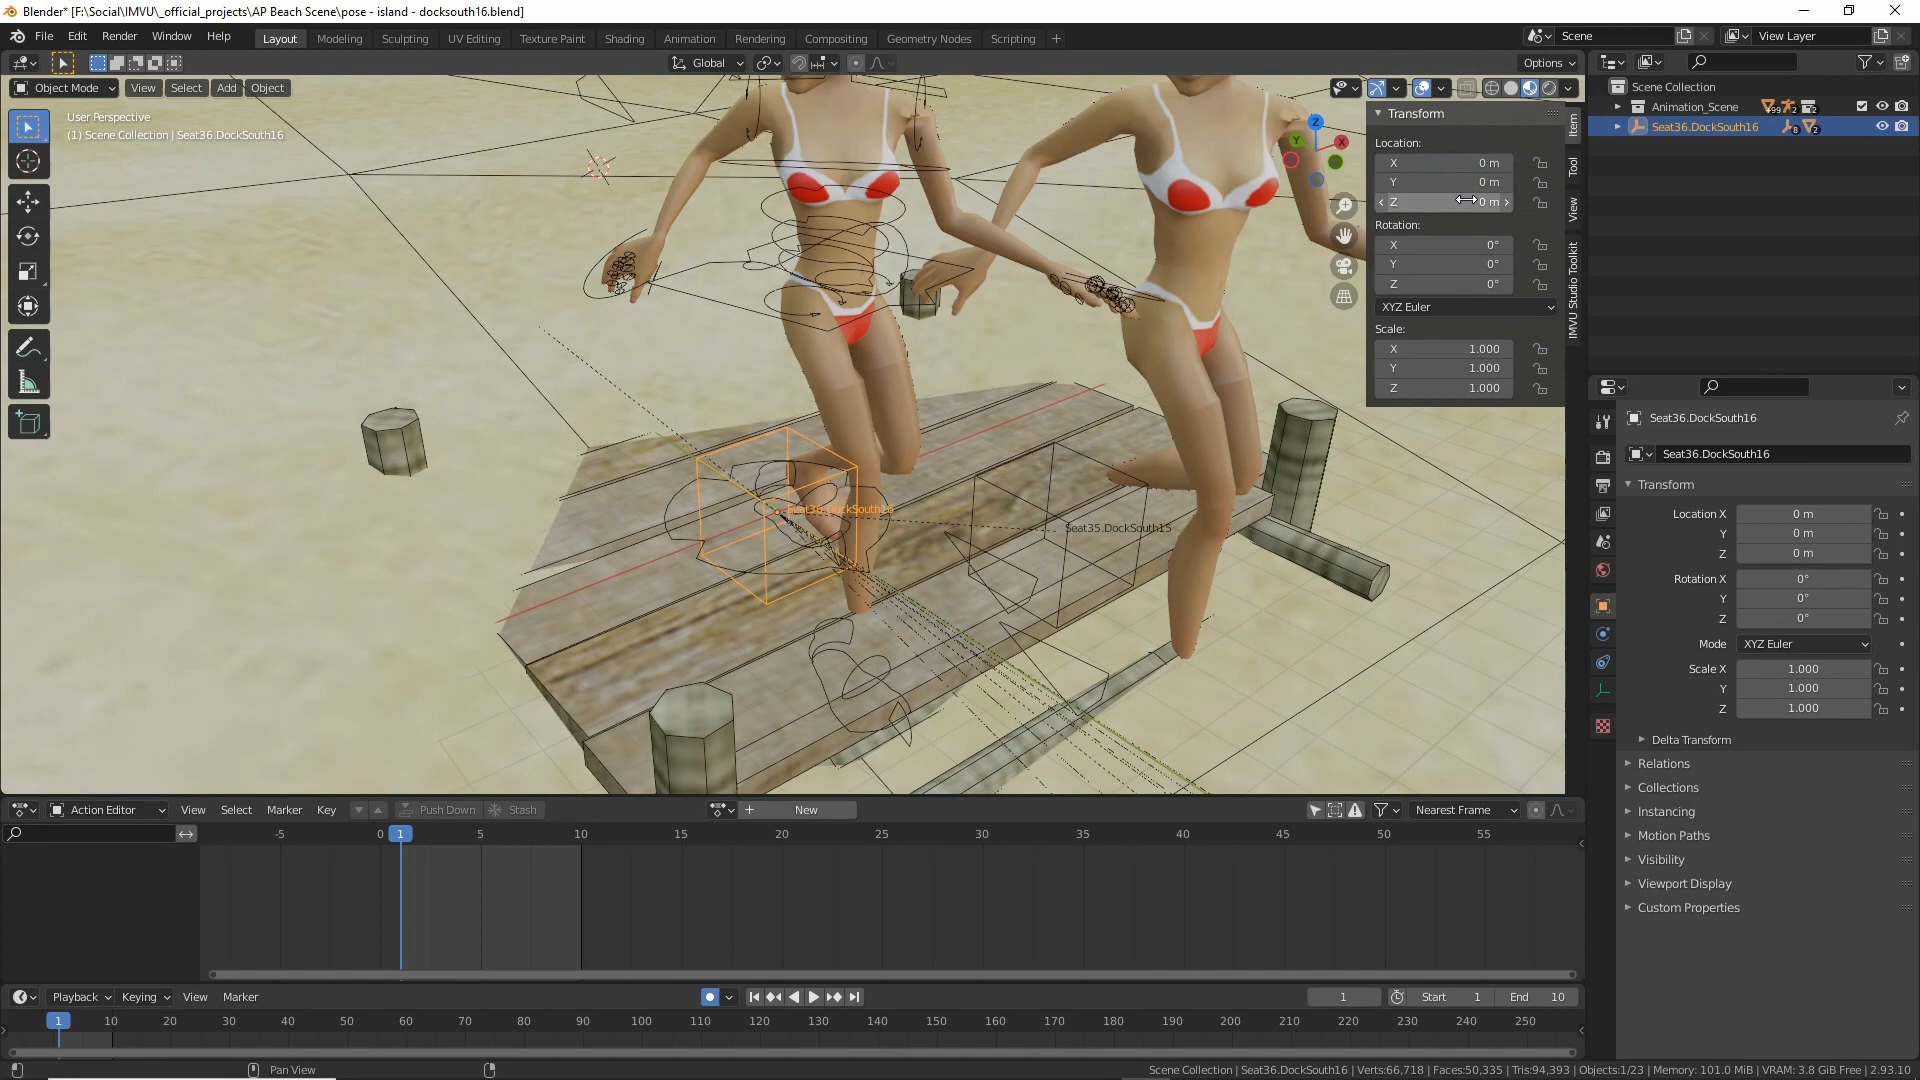 Blender* [F:\Social\IMVU\_official_projects\AP Beach Scene\pose - island - docksouth16.blend]
File Edit Render Window Help Layout Modeling Sculpting UV Editing Texture Paint Shading Animation Rendering Compositing Geometry Nodes Scripting + Scene View Layer
Global Options
Object Mode View Select Add Object
User Perspective
(1) Scene Collection | Seat36.DockSouth16
Transform
Location:
X 0 m
Y 0 m
Z 0 m
Rotation:
X 0°
Y 0°
Z 0°
XYZ Euler
Scale:
X 1.000
Y 1.000
Z 1.000
Item
Tool
View
IMVU Studio Toolkit
Z
Y
X
Seat36.DockSouth16
Seat35.DockSouth15
Scene Collection
Animation_Scene +99 2 2
Seat36.DockSouth16 8 2
Seat36.DockSouth16
Seat36.DockSouth16
Transform
Location X 0 m
Y 0 m
Z 0 m
Rotation X 0°
Y 0°
Z 0°
Mode XYZ Euler
Scale X 1.000
Y 1.000
Z 1.000
Delta Transform
Relations
Collections
Instancing
Motion Paths
Visibility
Viewport Display
Custom Properties
Action Editor View Select Marker Key Push Down Stash + New Nearest Frame
-5 0 1 5 10 15 20 25 30 35 40 45 50 55
Playback Keying View Marker 1 Start 1 End 10
1 10 20 30 40 50 60 70 80 90 100 110 120 130 140 150 160 170 180 190 200 210 220 230 240 250
Pan View
Scene Collection | Seat36.DockSouth16 | Verts:66,718 | Faces:50,335 | Tris:94,393 | Objects:1/23 | Memory: 101.0 MiB | VRAM: 3.8 GiB Free | 2.93.10